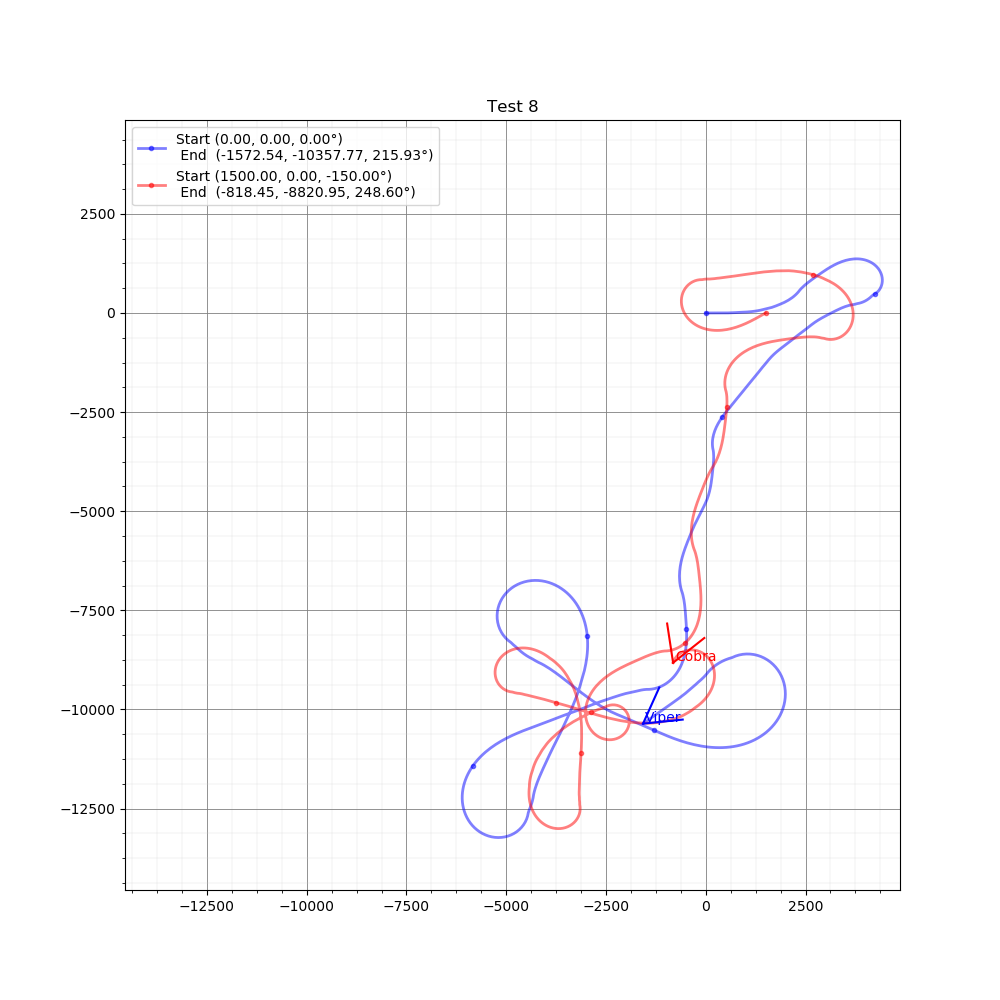 Test 8
Start (0.00, 0.00, 0.00°)
End  (-1572.54, -10357.77, 215.93°)
Start (1500.00, 0.00, -150.00°)
End  (-818.45, -8820.95, 248.60°)
2500
0
−2500
−5000
−7500
−10000
−12500
Cobra
Viper
−12500 −10000 −7500 −5000 −2500 0 2500